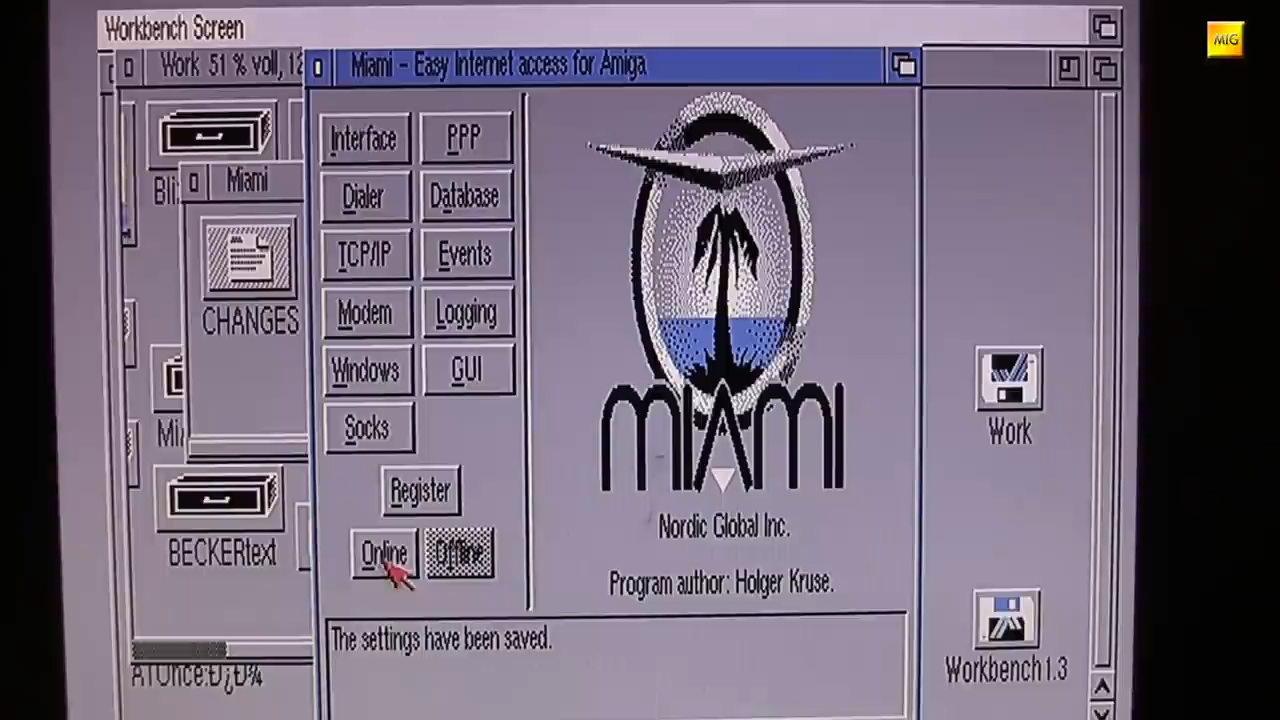 MIG
Workbench Screen
Work 51 % voll, 12
Miami - Easy Internet access for Amiga
Interface
PPP
Dialer
Database
TCP/IP
Events
Modem
Logging
Windows
GUI
Socks
Register
Online
Offline
MIAMI
Nordic Global Inc.
Program author: Holger Kruse.
The settings have been saved.
Miami
CHANGES
BECKERtext
Work
Workbench1.3